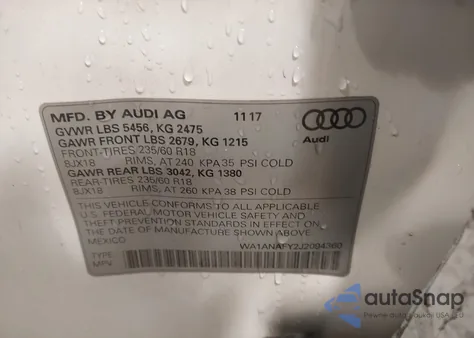 MFD. BY AUDI AG 11 17
GVWR LBS 5456, KG 2475
GAWR FRONT LBS 2679, KG 1215
FRONT-TIRES 235/60 R18
8JX18 RIMS, AT 240 KPA 35 PSI COLD
GAWR REAR LBS 3042, KG 1380
REAR-TIRES 235/60 R18
8JX18 RIMS, AT 260 KPA 38 PSI COLD
Audi
THIS VEHICLE CONFORMS TO ALL APPLICABLE
U.S. FEDERAL MOTOR VEHICLE SAFETY AND
THEFT PREVENTION STANDARDS IN EFFECT ON
THE DATE OF MANUFACTURE SHOWN ABOVE.
MEXICO
TYPE
MPV
autoSnap